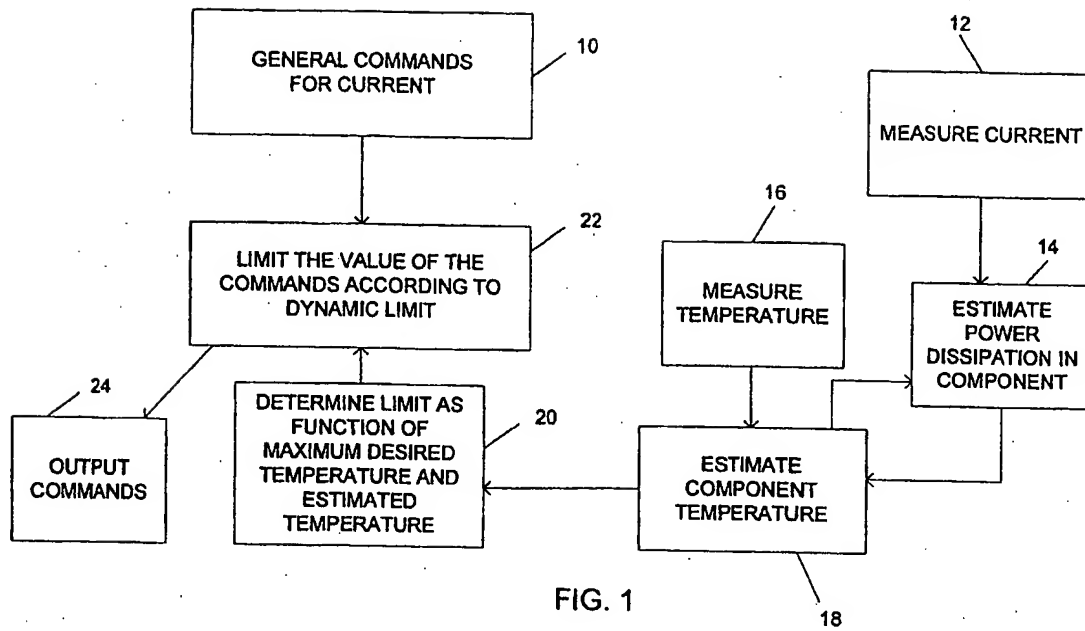 10
GENERAL COMMANDS
FOR CURRENT
12
MEASURE CURRENT
16
MEASURE
TEMPERATURE
22
LIMIT THE VALUE OF THE
COMMANDS ACCORDING TO
DYNAMIC LIMIT
14
ESTIMATE
POWER
DISSIPATION IN
COMPONENT
24
OUTPUT
COMMANDS
20
DETERMINE LIMIT AS
FUNCTION OF
MAXIMUM DESIRED
TEMPERATURE AND
ESTIMATED
TEMPERATURE
ESTIMATE
COMPONENT
TEMPERATURE
18
FIG. 1